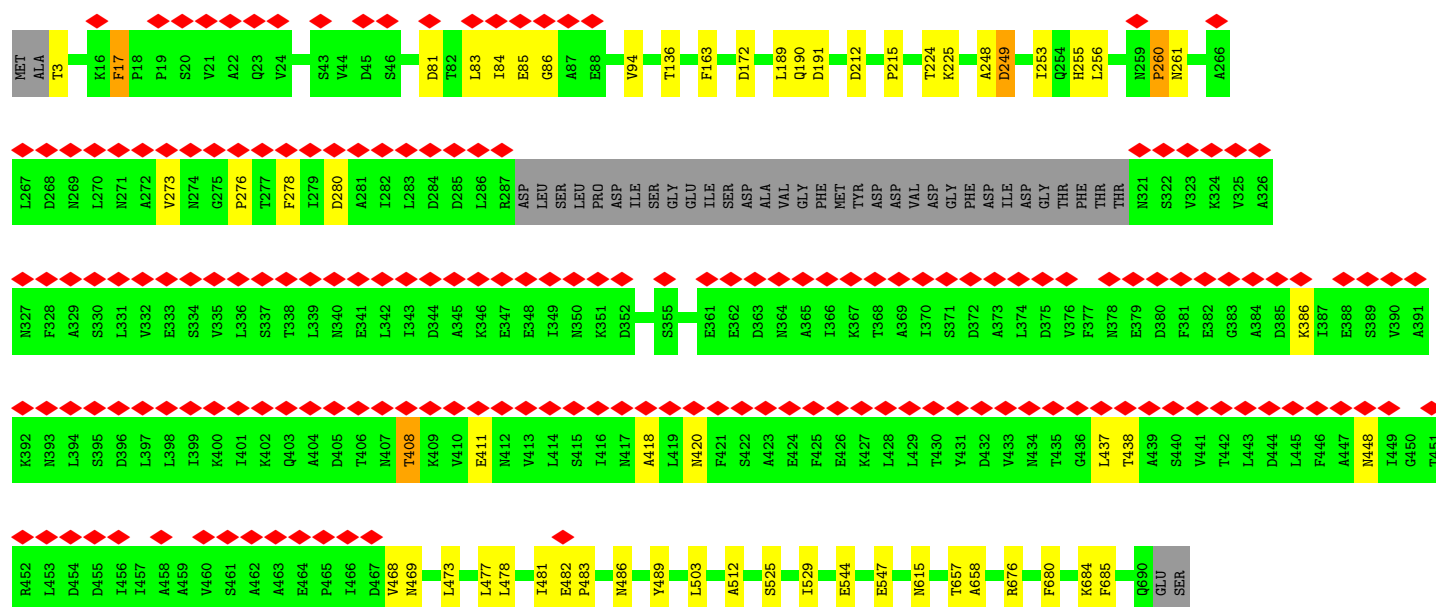 MET ALA T3 K16 F17 P18 P19 S20 V21 A22 Q23 V24 S43 V44 D45 S46 D81 T82 L83 I84 E85 G86 A87 E88 V94 T136 F163 D172 L189 Q190 D191 D212 P215 T224 K225 A248 D249 I253 Q254 H255 L256 N259 P260 N261 A266
L267 D268 N269 L270 N271 A272 V273 N274 G275 P276 T277 F278 I279 D280 A281 I282 L283 D284 D285 L286 R287 ASP LEU SER LEU PRO ASP ILE SER GLY GLU ILE SER ASP ALA VAL GLY PHE MET TYR ASP ASP VAL ASP GLY PHE ASP ILE ASP GLY THR PHE THR THR N321 S322 V323 K324 V325 A326
N327 F328 A329 S330 L331 V332 E333 S334 V335 L336 S337 T338 L339 N340 E341 L342 I343 D344 A345 K346 E347 E348 I349 N350 K351 D352 S355 E361 E362 D363 N364 A365 I366 K367 T368 A369 I370 S371 D372 A373 L374 D375 V376 F377 N378 E379 D380 F381 E382 G383 A384 D385 K386 I387 E388 S389 V390 A391
K392 N393 L394 S395 D396 L397 L398 I399 K400 I401 K402 Q403 A404 D405 T406 N407 T408 K409 V410 E411 N412 V413 L414 S415 I416 N417 A418 L419 N420 F421 S422 A423 E424 F425 E426 K427 L428 L429 T430 Y431 D432 V433 N434 T435 G436 L437 T438 A439 S440 V441 T442 L443 D444 L445 F446 A447 N448 I449 G450 T451
R452 L453 D454 D455 I456 I457 A458 A459 V460 S461 A462 A463 E464 P465 I466 D467 V468 N469 L473 L477 L478 I481 E482 P483 N486 Y489 L503 A512 S525 I529 E544 E547 N615 T657 A658 R676 F680 K684 F685 Q690 GLU SER